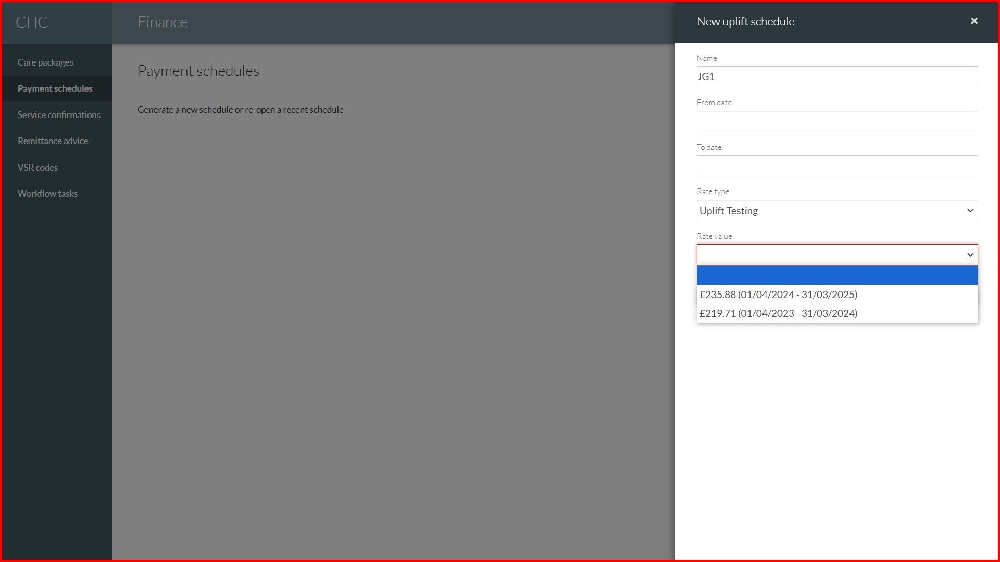 CHC
Finance
Care packages
Payment schedules
Service confirmations
Remittance advice
VSR codes
Workflow tasks
Payment schedules
Generate a new schedule or re-open a recent schedule
New uplift schedule
Name
JG1
From date
To date
Rate type
Uplift Testing
Rate value
£235.88 (01/04/2024 - 31/03/2025)
£219.71 (01/04/2023 - 31/03/2024)